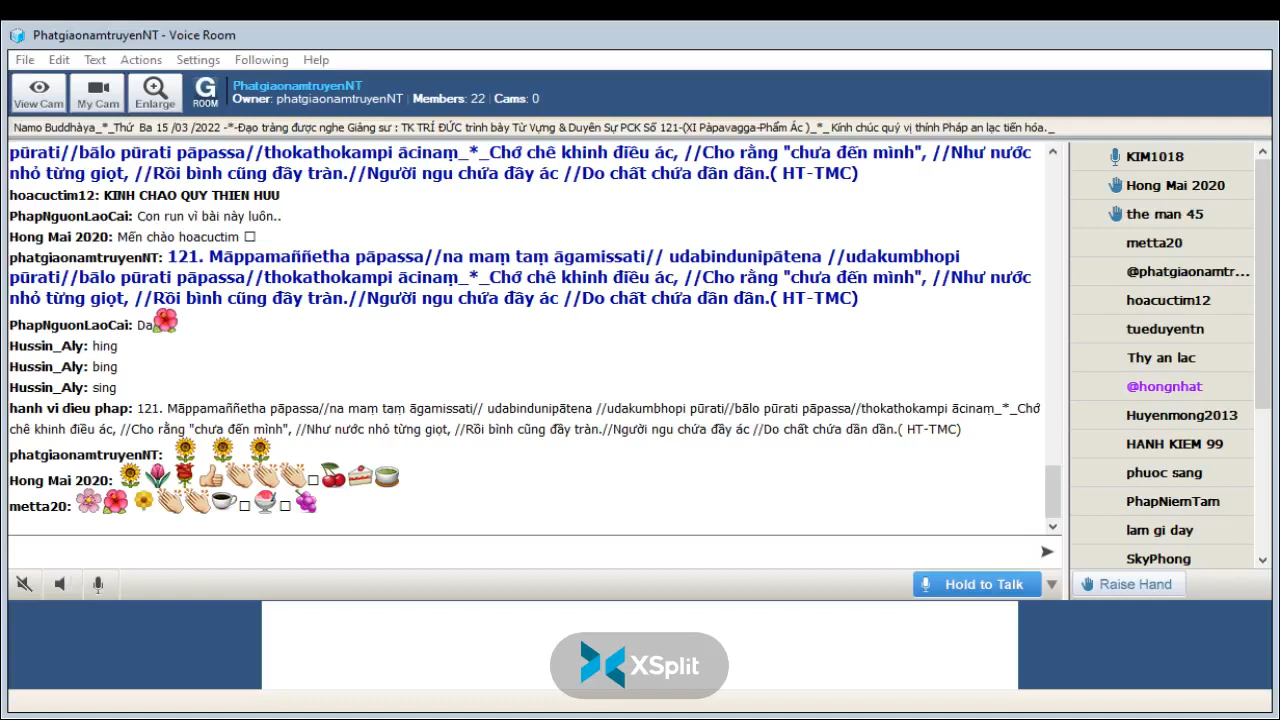 PhatgiaonamtruyenNT - Voice Room
File Edit Text Actions Settings Following Help
View Cam My Cam Enlarge G ROOM
PhatgiaonamtruyenNT
Owner: phatgiaonamtruyenNT | Members: 22 | Cams: 0
Namo Buddhàya_*_Thứ Ba 15 /03 /2022 -*-Đạo tràng được nghe Giảng sư : TK TRÍ ĐỨC trình bày Từ Vựng & Duyên Sự PCK Số 121-(XI Pàpavagga-Phẩm Ác )_*_ Kính chúc quý vị thính Pháp an lạc tiến hóa._
pūrati//bālo pūrati pāpassa//thokathokampi ācinaṃ_*_Chớ chê khinh điều ác, //Cho rằng "chưa đến mình", //Như nước
nhỏ từng giọt, //Rồi bình cũng đầy tràn.//Người ngu chứa đầy ác //Do chất chứa dần dần.( HT-TMC)
hoacuctim12: KINH CHAO QUY THIEN HUU
PhapNguonLaoCai: Con run vì bài này luôn..
Hong Mai 2020: Mến chào hoacuctim
phatgiaonamtruyenNT: 121. Māppamaññetha pāpassa//na maṃ taṃ āgamissati// udabindunipātena //udakumbhopi
pūrati//bālo pūrati pāpassa//thokathokampi ācinaṃ_*_Chớ chê khinh điều ác, //Cho rằng "chưa đến mình", //Như nước
nhỏ từng giọt, //Rồi bình cũng đầy tràn.//Người ngu chứa đầy ác //Do chất chứa dần dần.( HT-TMC)
PhapNguonLaoCai: Da
Hussin_Aly: hing
Hussin_Aly: bing
Hussin_Aly: sing
hanh vi dieu phap: 121. Māppamaññetha pāpassa//na maṃ taṃ āgamissati// udabindunipātena //udakumbhopi pūrati//bālo pūrati pāpassa//thokathokampi ācinaṃ_*_Chớ
chê khinh điều ác, //Cho rằng "chưa đến mình", //Như nước nhỏ từng giọt, //Rồi bình cũng đầy tràn.//Người ngu chứa đầy ác //Do chất chứa dần dần.( HT-TMC)
phatgiaonamtruyenNT:
Hong Mai 2020:
metta20:
KIM1018
Hong Mai 2020
the man 45
metta20
@phatgiaonamtr...
hoacuctim12
tueduyentn
Thy an lac
@hongnhat
Huyenmong2013
HANH KIEM 99
phuoc sang
PhapNiemTam
lam gi day
SkyPhong
Hold to Talk
Raise Hand
XSplit